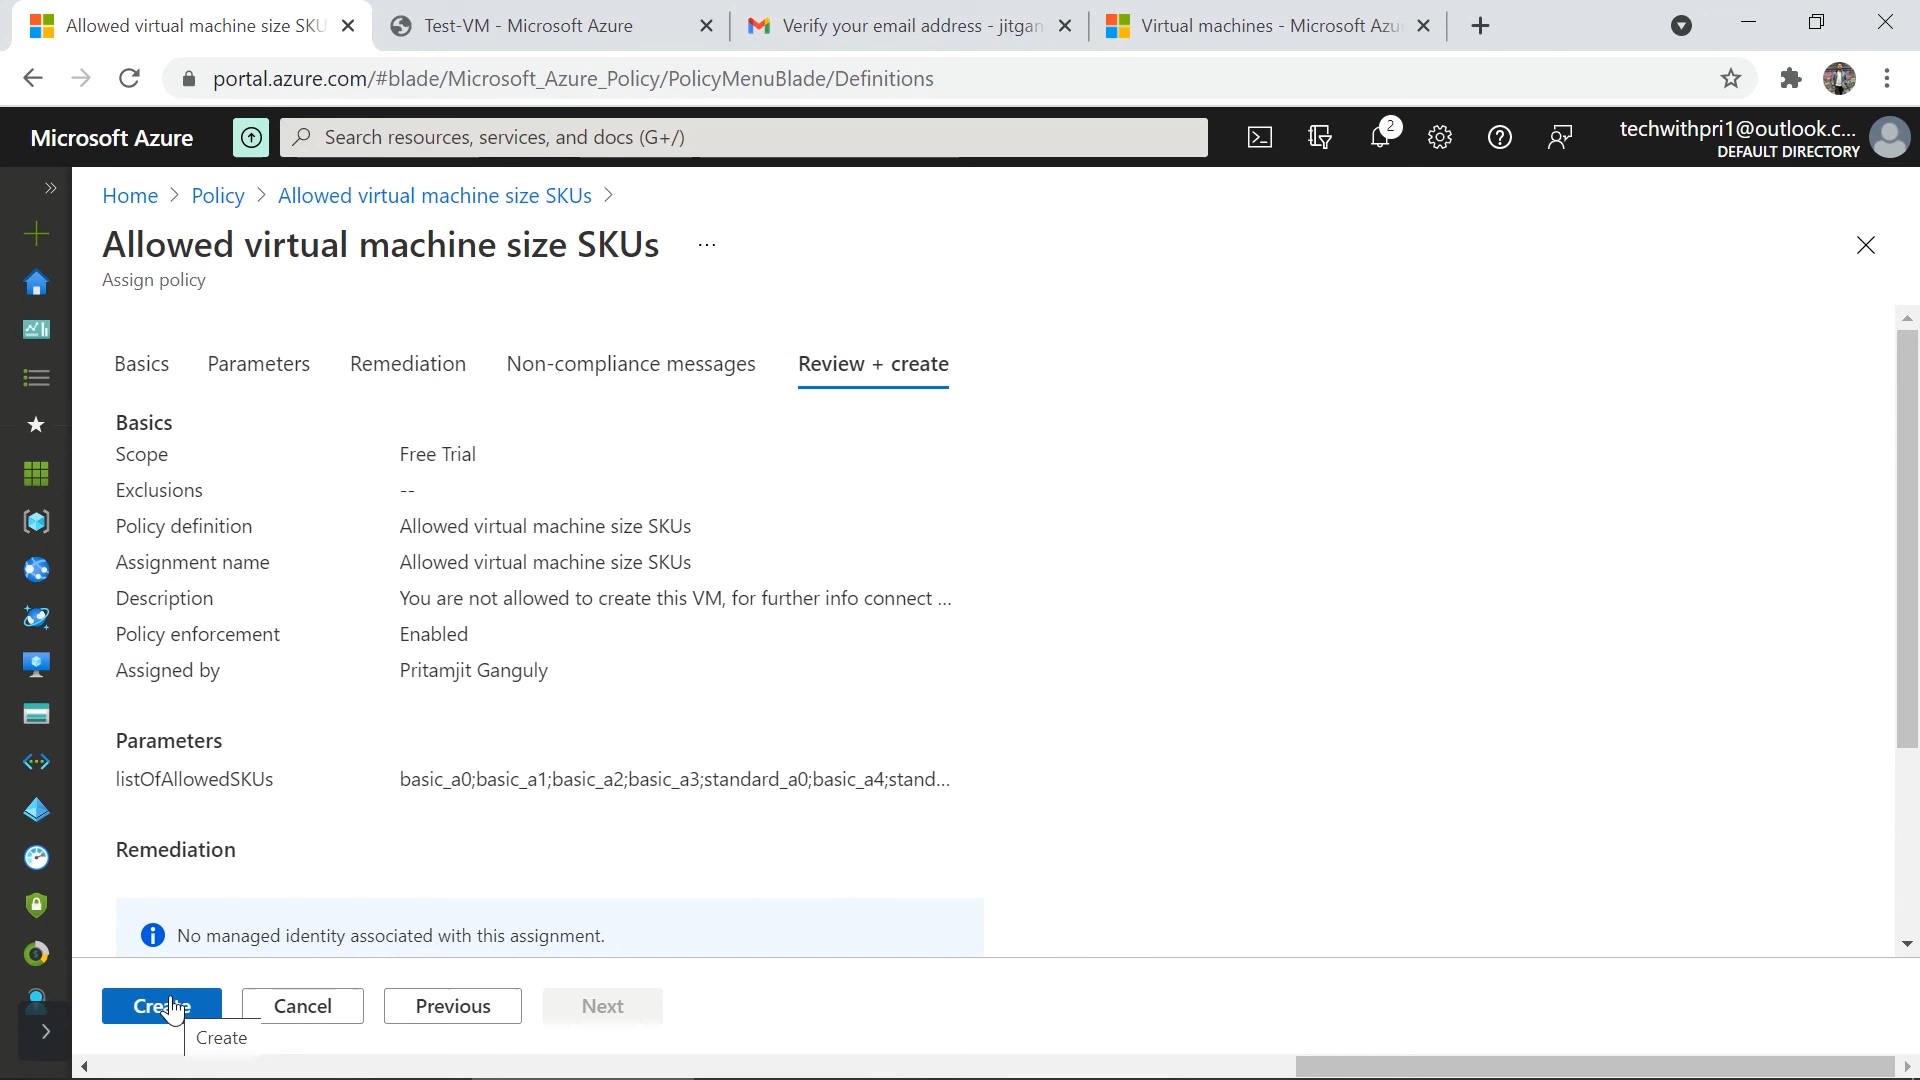 Allowed virtual machine size SKU
Test-VM - Microsoft Azure
Verify your email address - jitgan
Virtual machines - Microsoft Azu
portal.azure.com/#blade/Microsoft_Azure_Policy/PolicyMenuBlade/Definitions
Microsoft Azure
Search resources, services, and docs (G+/)
2
techwithpri1@outlook.c...
DEFAULT DIRECTORY
Home > Policy > Allowed virtual machine size SKUs >
Allowed virtual machine size SKUs ...
Assign policy
Basics Parameters Remediation Non-compliance messages Review + create
Basics
Scope Free Trial
Exclusions --
Policy definition Allowed virtual machine size SKUs
Assignment name Allowed virtual machine size SKUs
Description You are not allowed to create this VM, for further info connect ...
Policy enforcement Enabled
Assigned by Pritamjit Ganguly
Parameters
listOfAllowedSKUs basic_a0;basic_a1;basic_a2;basic_a3;standard_a0;basic_a4;stand...
Remediation
No managed identity associated with this assignment.
Create Cancel Previous Next
Create